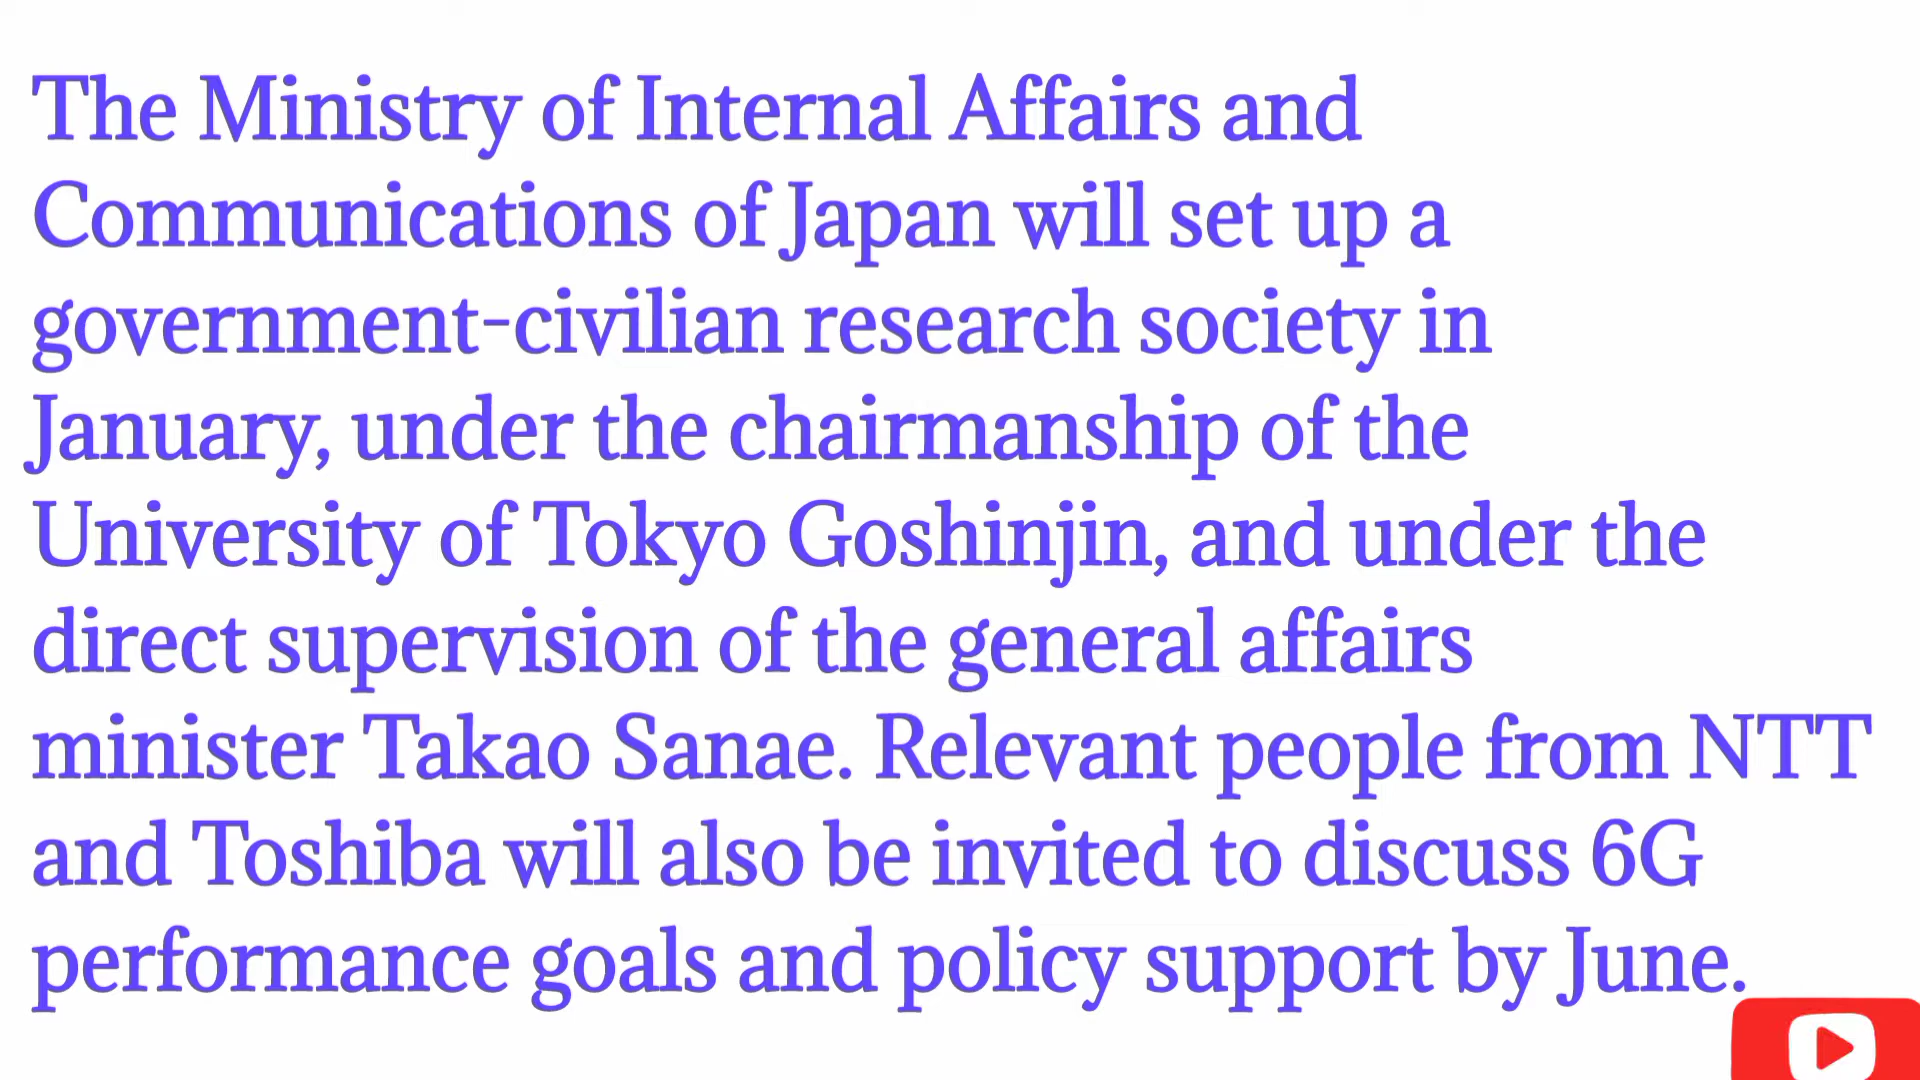 The Ministry of Internal Affairs and
Communications of Japan will set up a
government-civilian research society in
January, under the chairmanship of the
University of Tokyo Goshinjin, and under the
direct supervision of the general affairs
minister Takao Sanae. Relevant people from NTT
and Toshiba will also be invited to discuss 6G
performance goals and policy support by June.